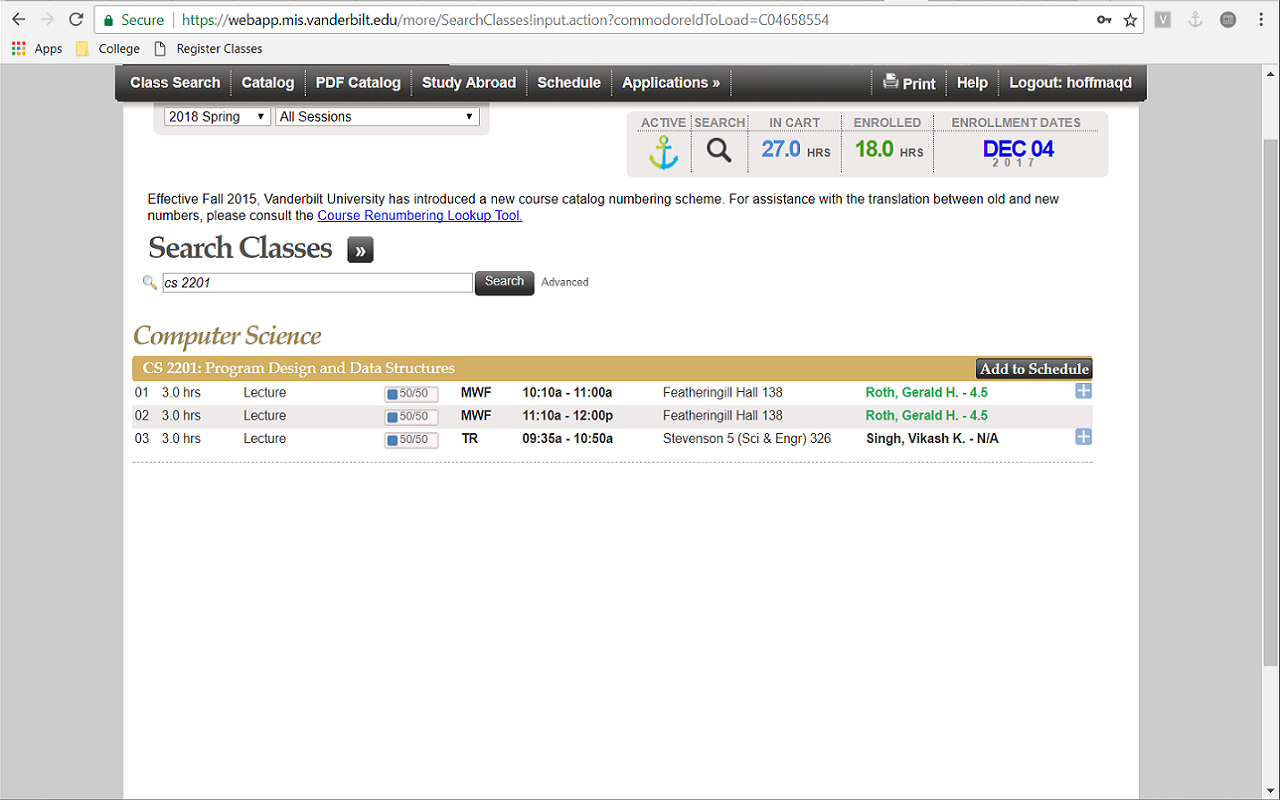 Secure https://webapp.mis.vanderbilt.edu/more/SearchClasses!input.action?commodoreIdToLoad=C04658554 V
Apps College Register Classes
Class Search Catalog PDF Catalog Study Abroad Schedule Applications » Print Help Logout: hoffmaqd
2018 Spring All Sessions
ACTIVE SEARCH IN CART ENROLLED ENROLLMENT DATES
27.0 HRS 18.0 HRS DEC 04
2017
Effective Fall 2015, Vanderbilt University has introduced a new course catalog numbering scheme. For assistance with the translation between old and new
numbers, please consult the Course Renumbering Lookup Tool.
Search Classes »
cs 2201 Search Advanced
Computer Science
CS 2201: Program Design and Data Structures Add to Schedule
01 3.0 hrs Lecture 50/50 MWF 10:10a - 11:00a Featheringill Hall 138 Roth, Gerald H. - 4.5
02 3.0 hrs Lecture 50/50 MWF 11:10a - 12:00p Featheringill Hall 138 Roth, Gerald H. - 4.5
03 3.0 hrs Lecture 50/50 TR 09:35a - 10:50a Stevenson 5 (Sci & Engr) 326 Singh, Vikash K. - N/A